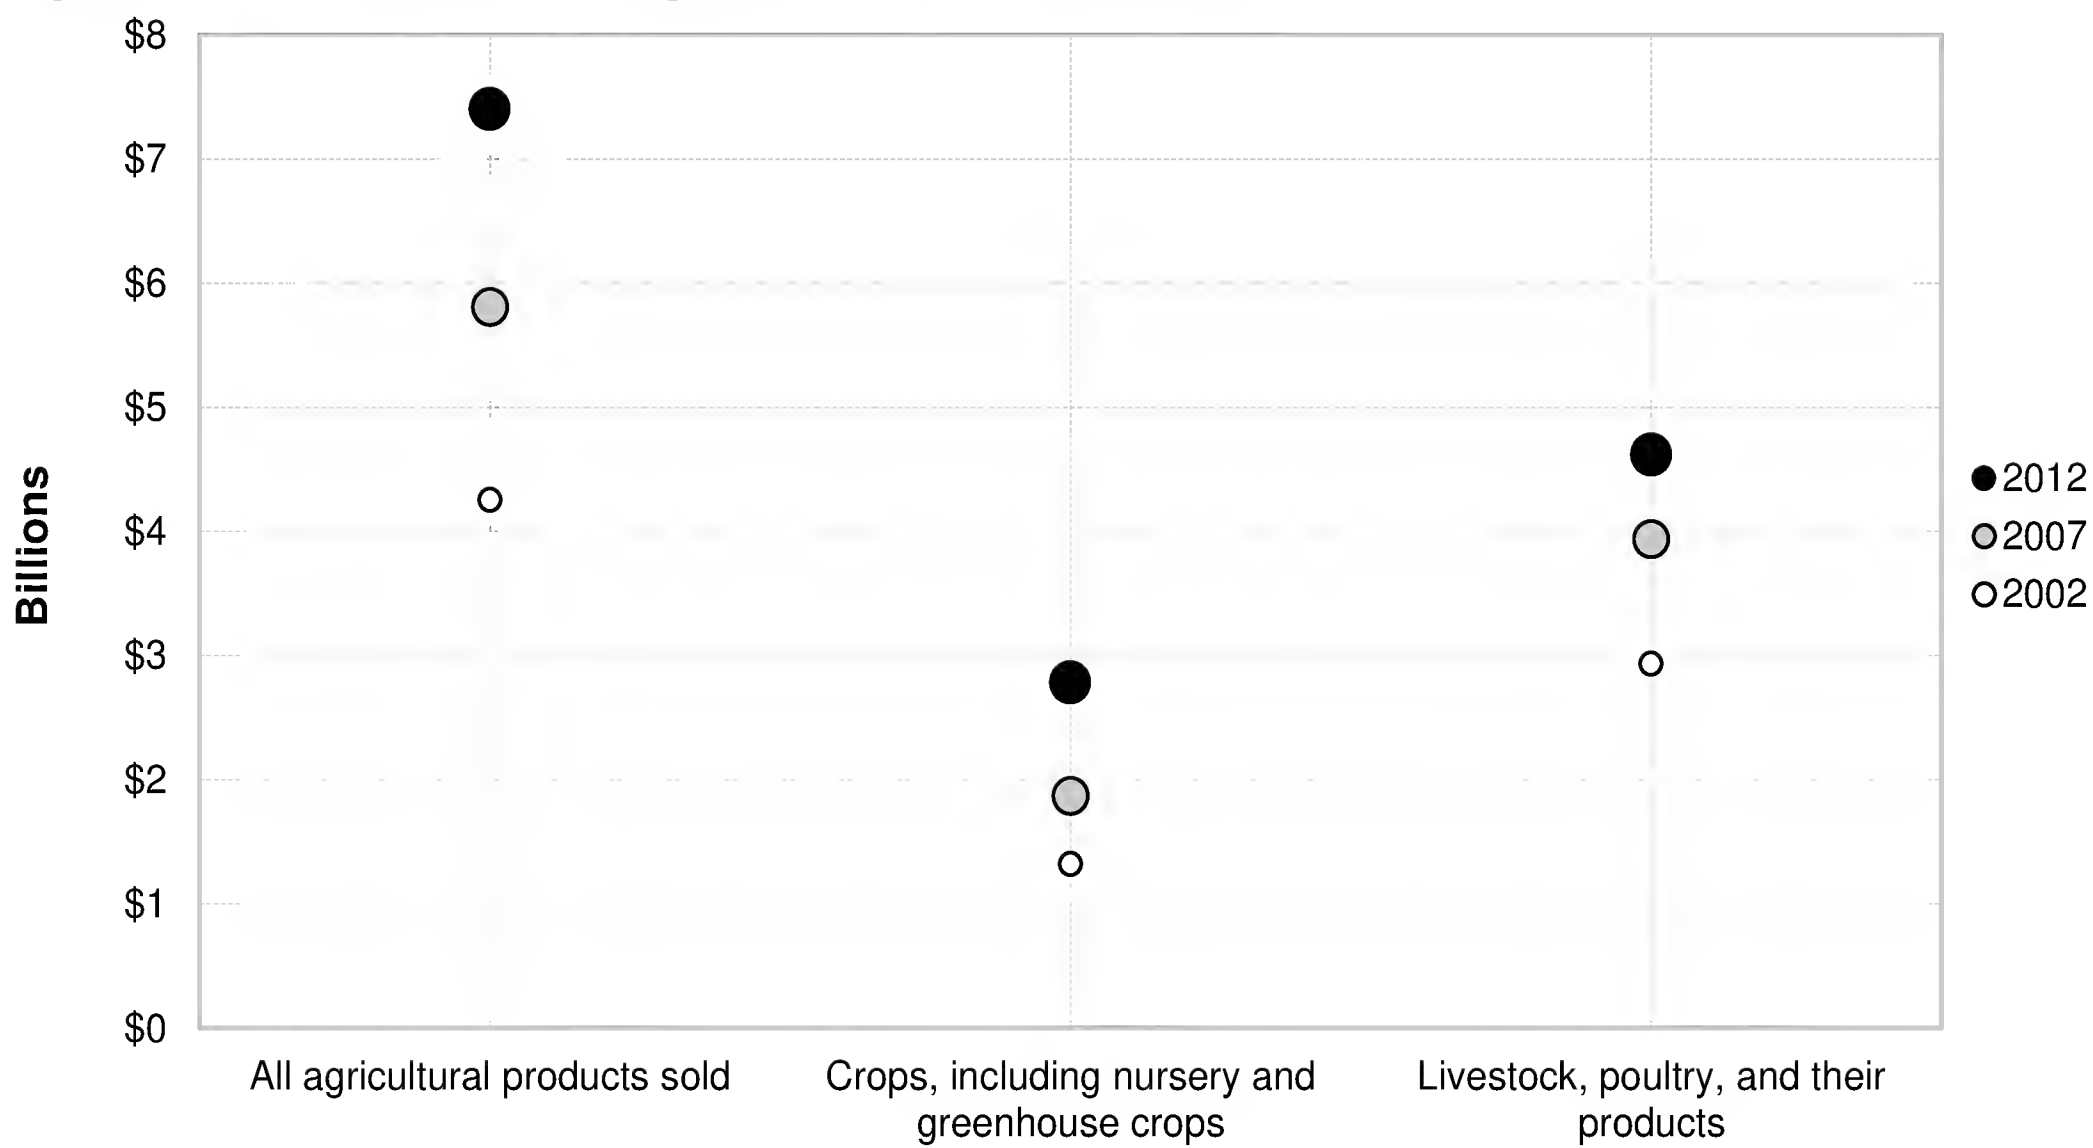 $8
$7
$6
$5
$4
$3
$2
$1
$0
Billions
All agricultural products sold
Crops, including nursery and
greenhouse crops
Livestock, poultry, and their
products
2012
2007
2002